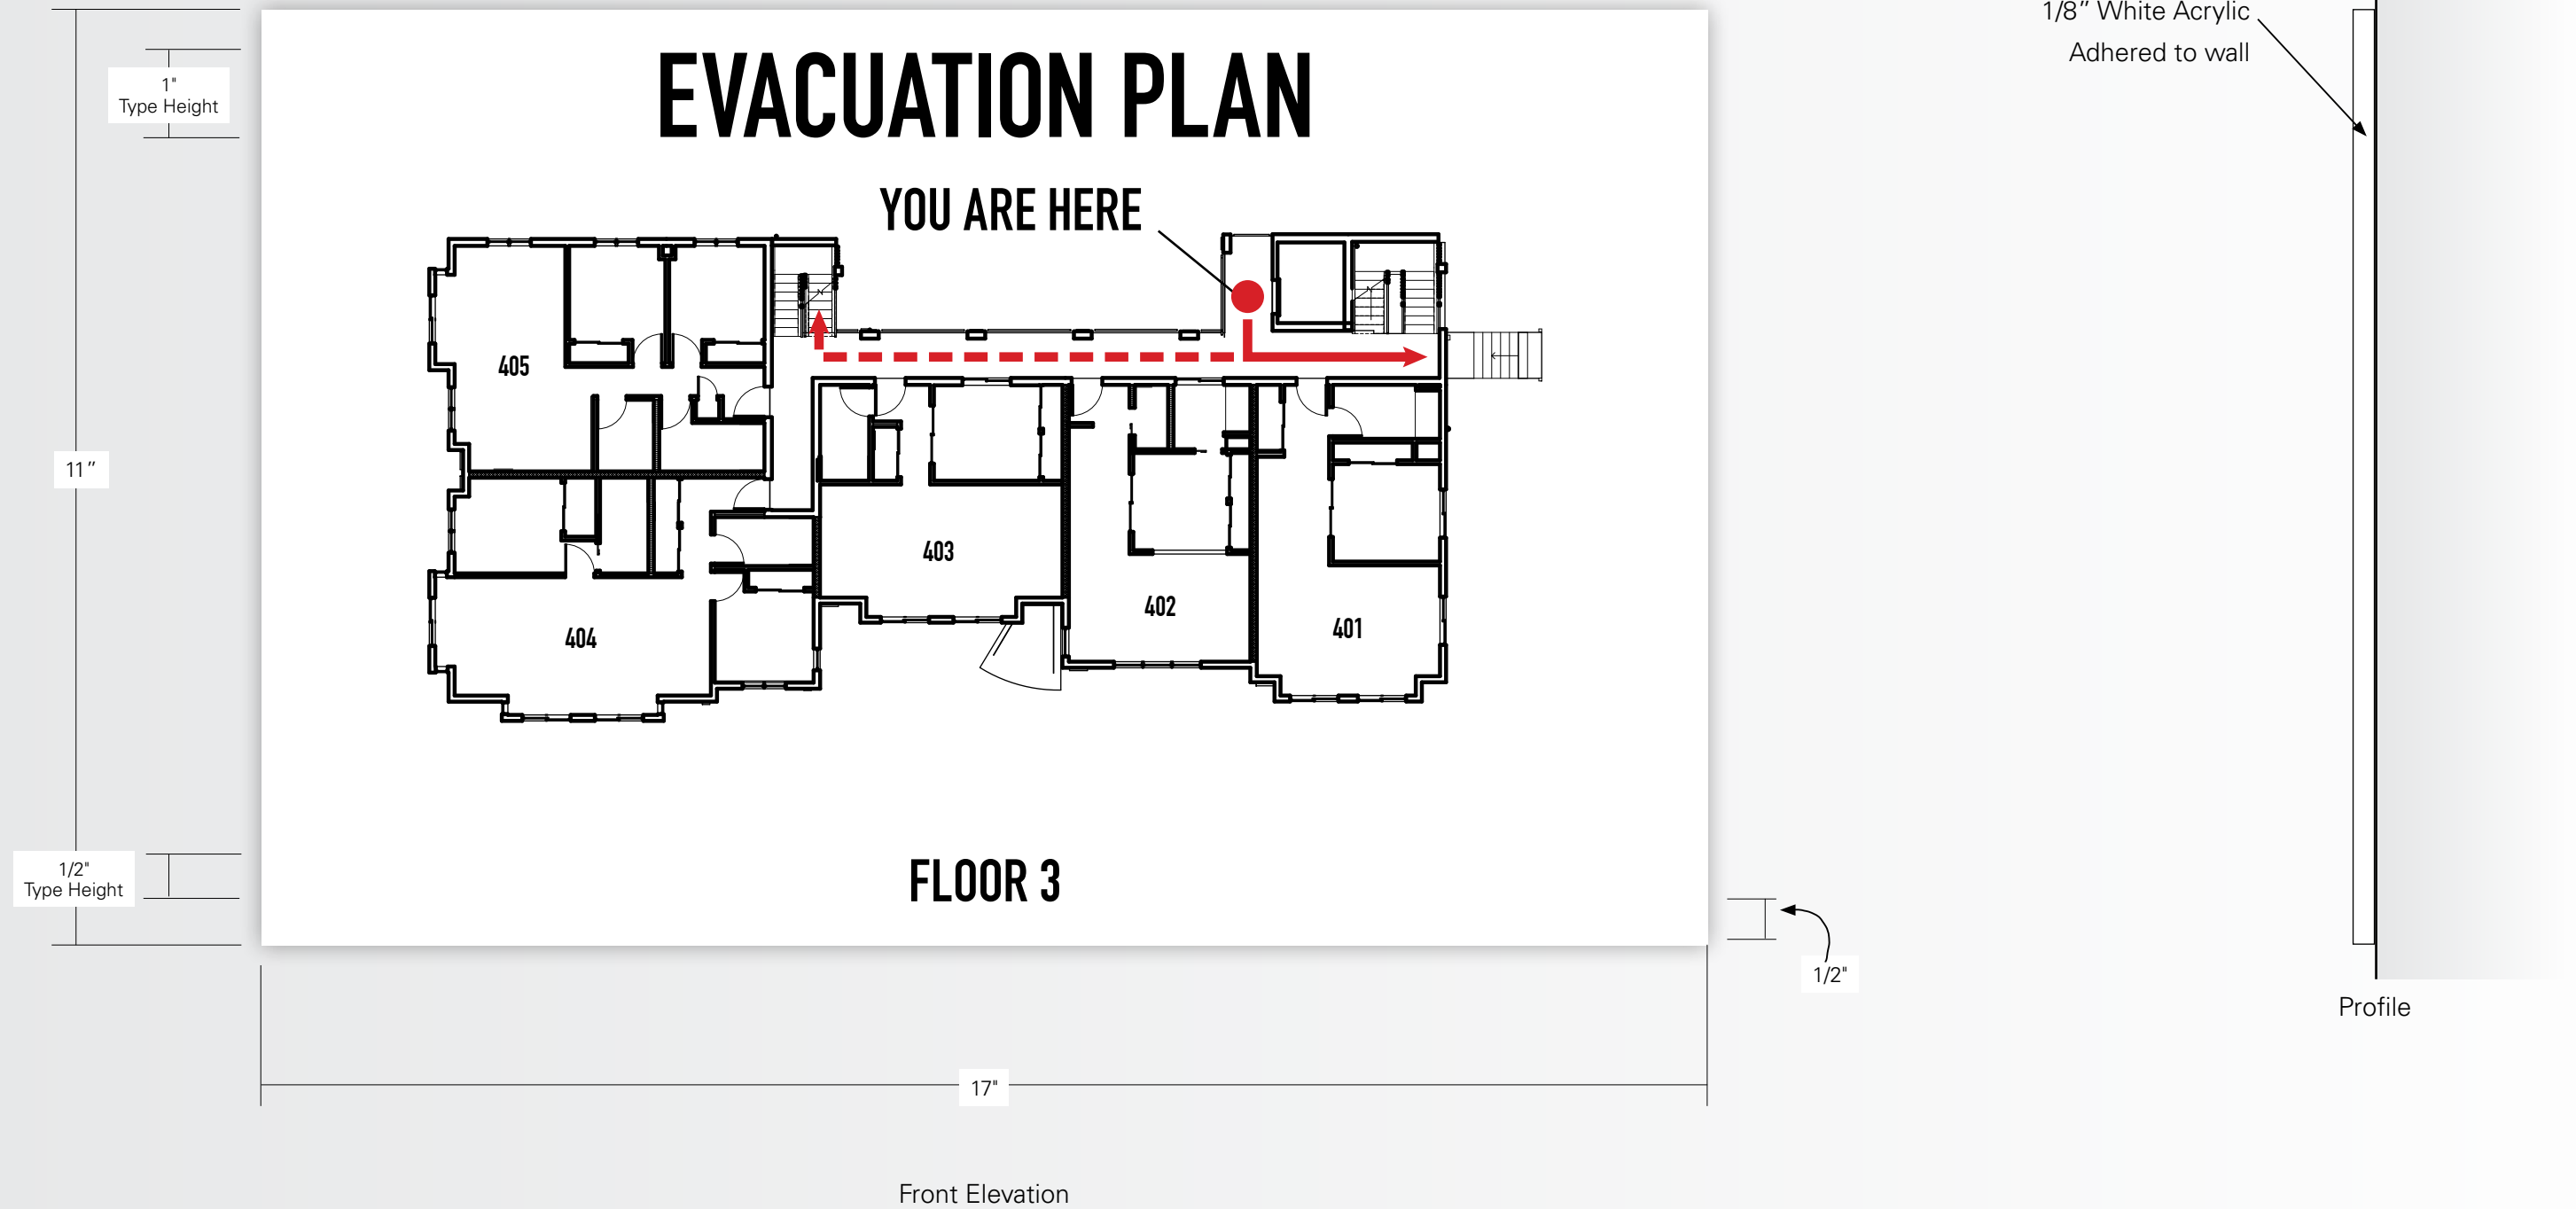 1/8” White Acrylic
Adhered to wall
EVACUATION PLAN
1"
Type Height
YOU ARE HERE
405
11”
403
402
401
404
1/2"
Type Height
FLOOR 3
1/2"
Profile
17"
Front Elevation